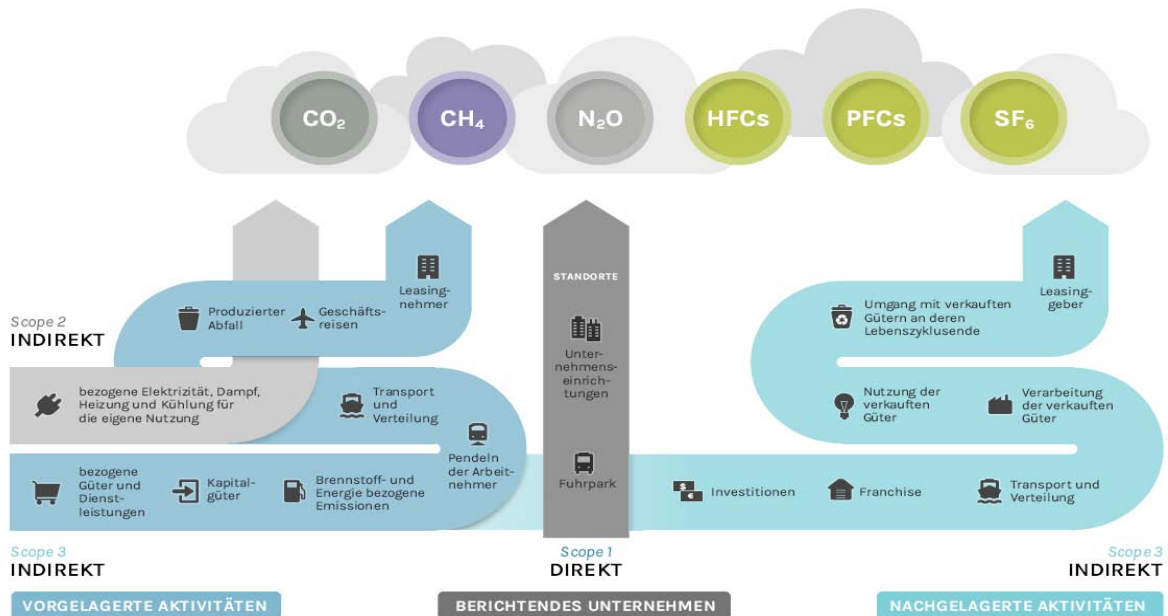 CO₂
CH₄
N₂O
HFCs
PFCs
SF₆
Leasing-
nehmer
Produzierter
Abfall
Geschäfts-
reisen
Scope 2
INDIREKT
bezogene Elektrizität, Dampf,
Heizung und Kühlung für
die eigene Nutzung
Transport
und
Verteilung
Pendeln
der Arbeit-
nehmer
bezogene
Güter und
Dienst-
leistungen
Kapital-
güter
Brennstoff- und
Energie bezogene
Emissionen
Scope 3
INDIREKT
VORGELAGERTE AKTIVITÄTEN
STANDORTE
Unter-
nehmens-
einrich-
tungen
Fuhrpark
Scope 1
DIREKT
BERICHTENDES UNTERNEHMEN
Leasing-
geber
Umgang mit verkauften
Gütern an deren
Lebenszyklusende
Nutzung der
verkauften
Güter
Verarbeitung
der verkauften
Güter
$
€
Investitionen
Franchise
Transport und
Verteilung
Scope 3
INDIREKT
NACHGELAGERTE AKTIVITÄTEN